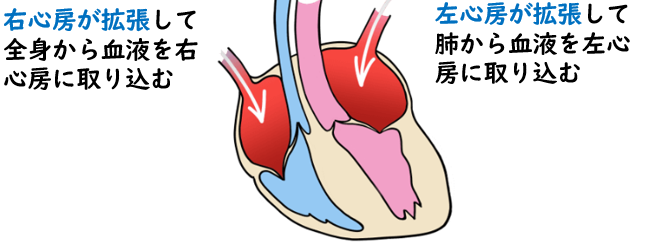 右心房が拡張して
全身から血液を右
心房に取り込む
左心房が拡張して
肺から血液を左心
房に取り込む